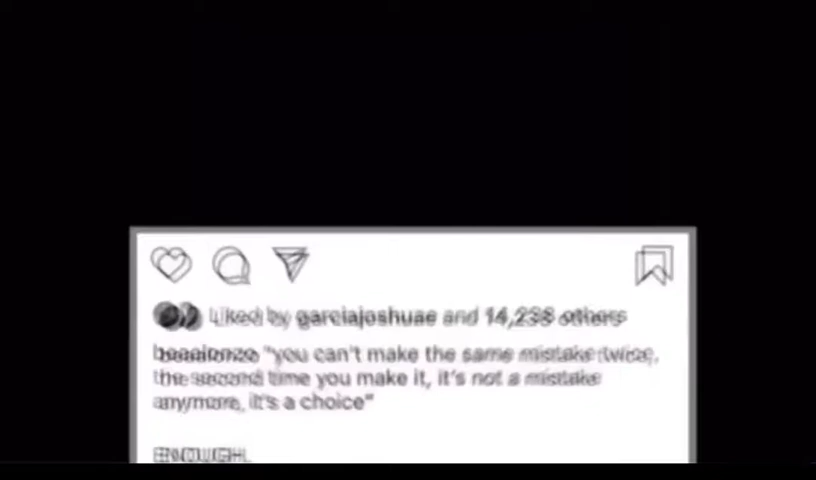 Liked by garciajoshuae and 14,238 others
"you can't make the same mistake twice,
the second time you make it, it's not a mistake
anymore, it's a choice"
ENOUGH.